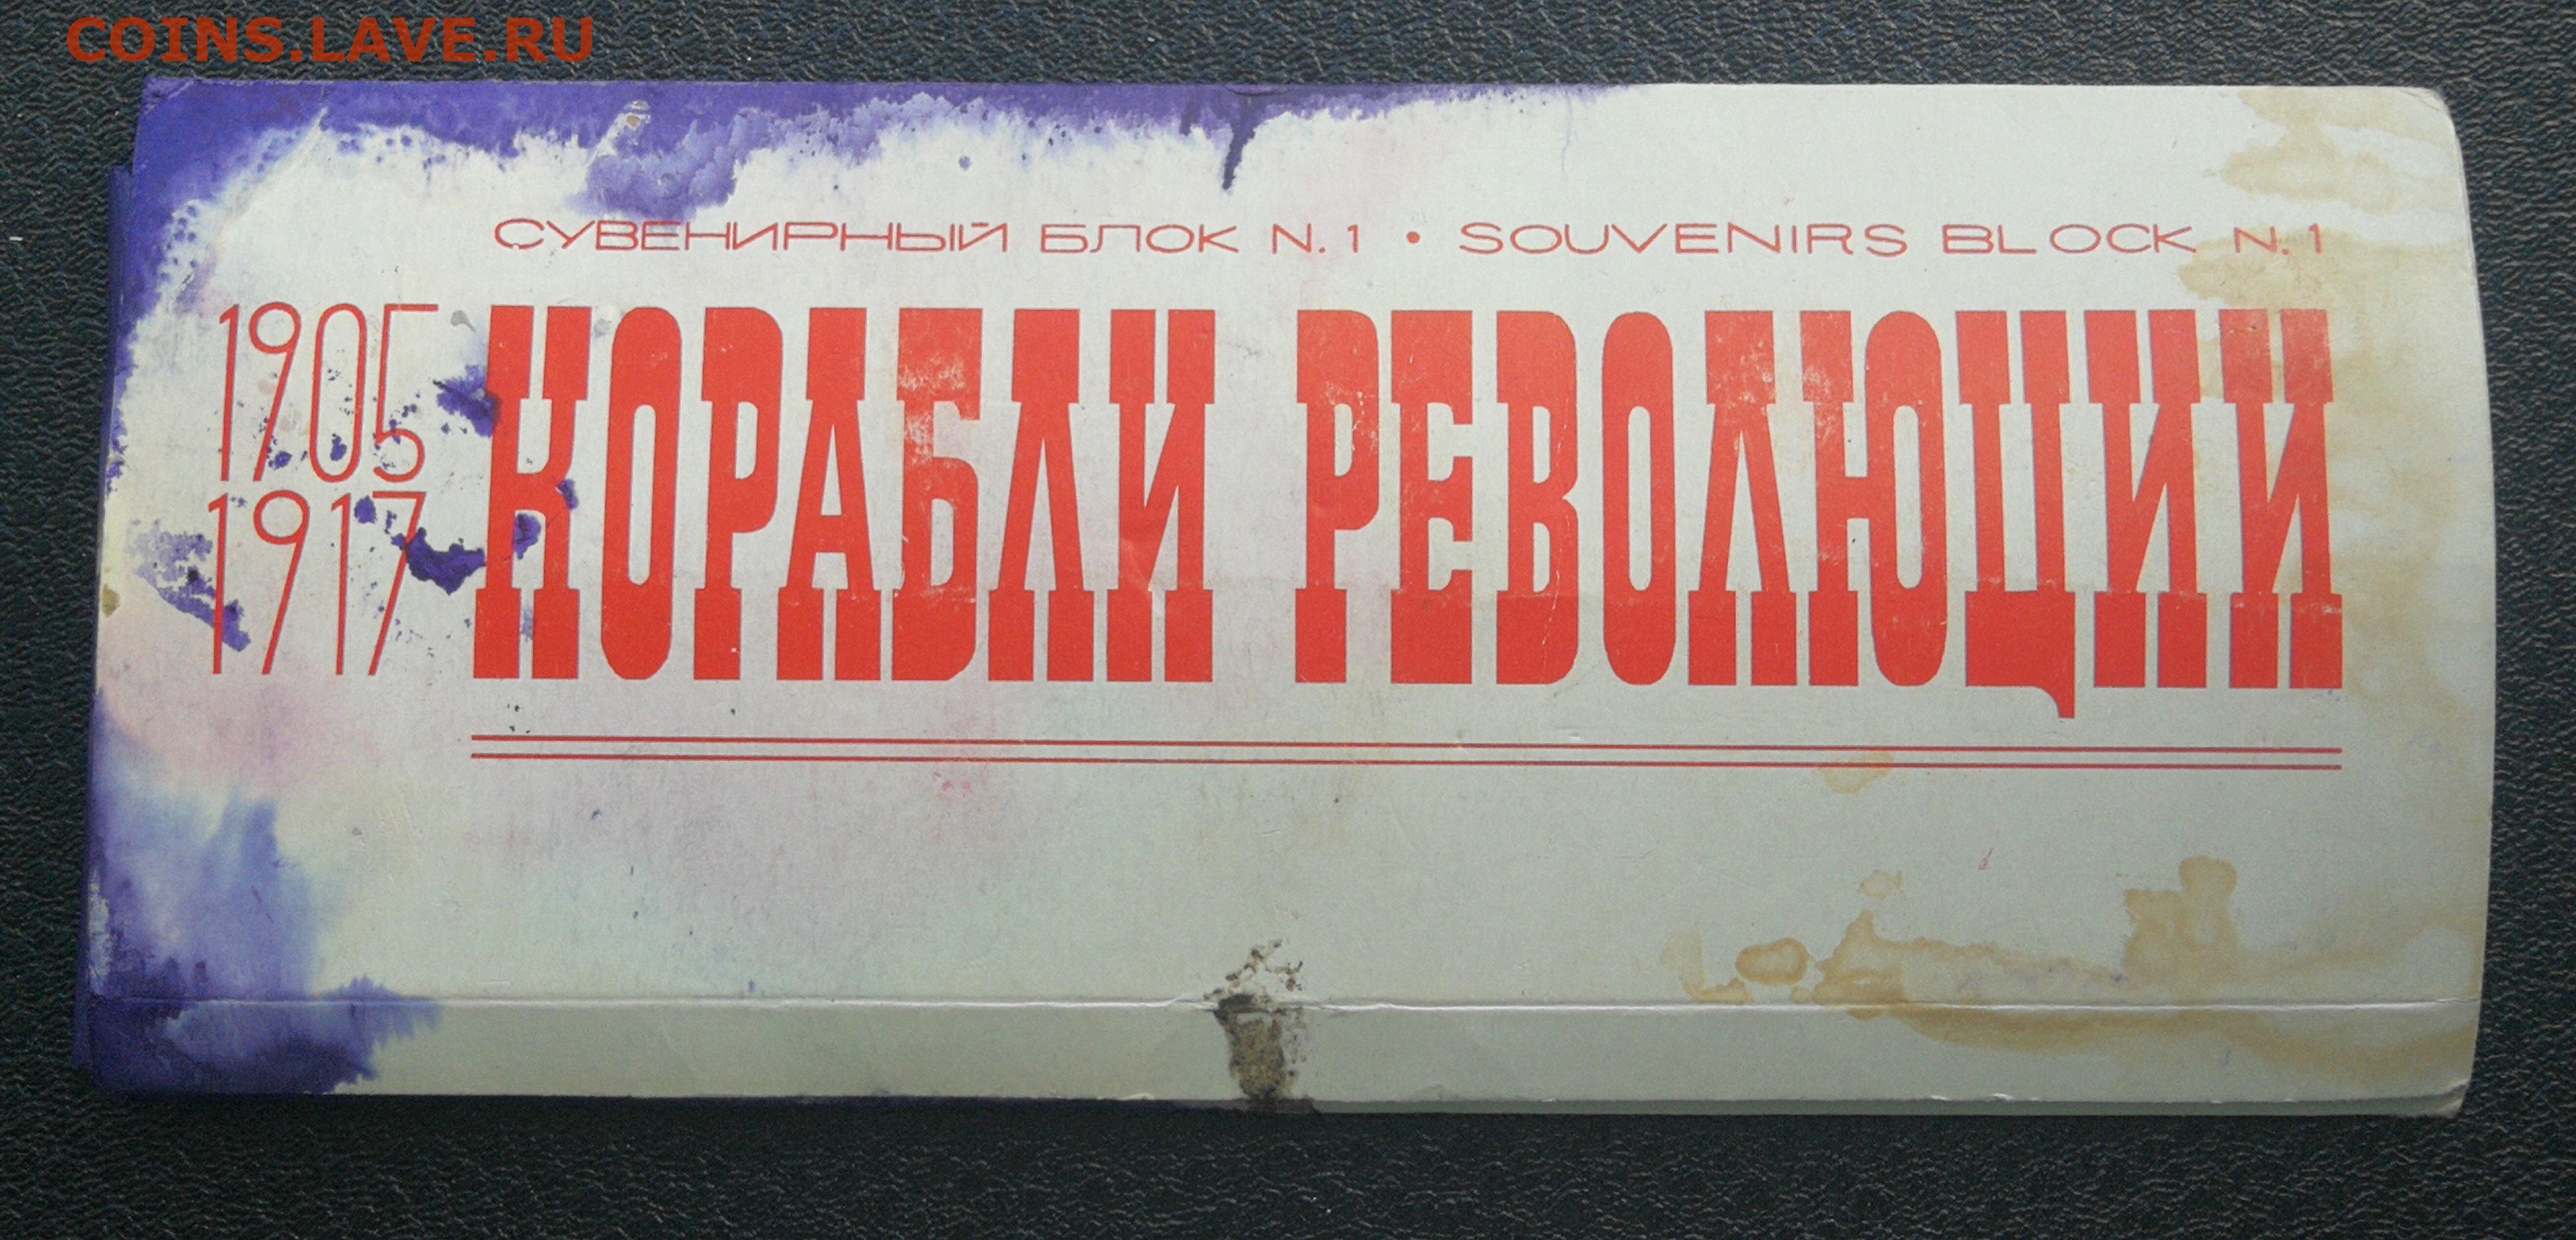 COINS.LAVE.RU
СУВЕНИРНЫЙ БЛОК N.1 • SOUVENIRS BLOCK N.1
1905
1917
КОРАБЛИ РЕВОЛЮЦИИ